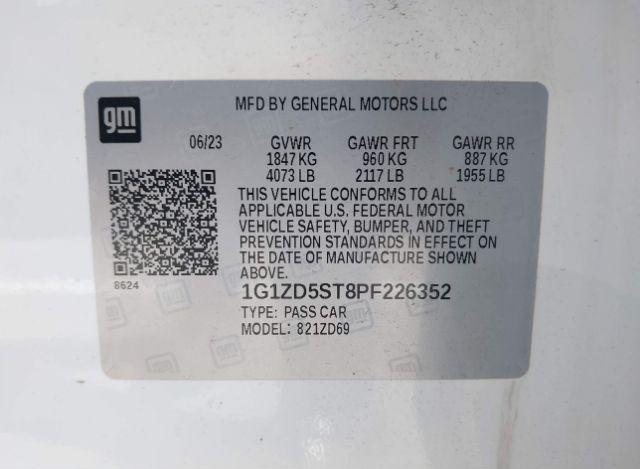 gm
MFD BY GENERAL MOTORS LLC
06/23 GVWR GAWR FRT GAWR RR
1847 KG 960 KG 887 KG
4073 LB 2117 LB 1955 LB
THIS VEHICLE CONFORMS TO ALL
APPLICABLE U.S. FEDERAL MOTOR
VEHICLE SAFETY, BUMPER, AND THEFT
PREVENTION STANDARDS IN EFFECT ON
THE DATE OF MANUFACTURE SHOWN
ABOVE.
8624
1G1ZD5ST8PF226352
TYPE: PASS CAR
MODEL: 821ZD69